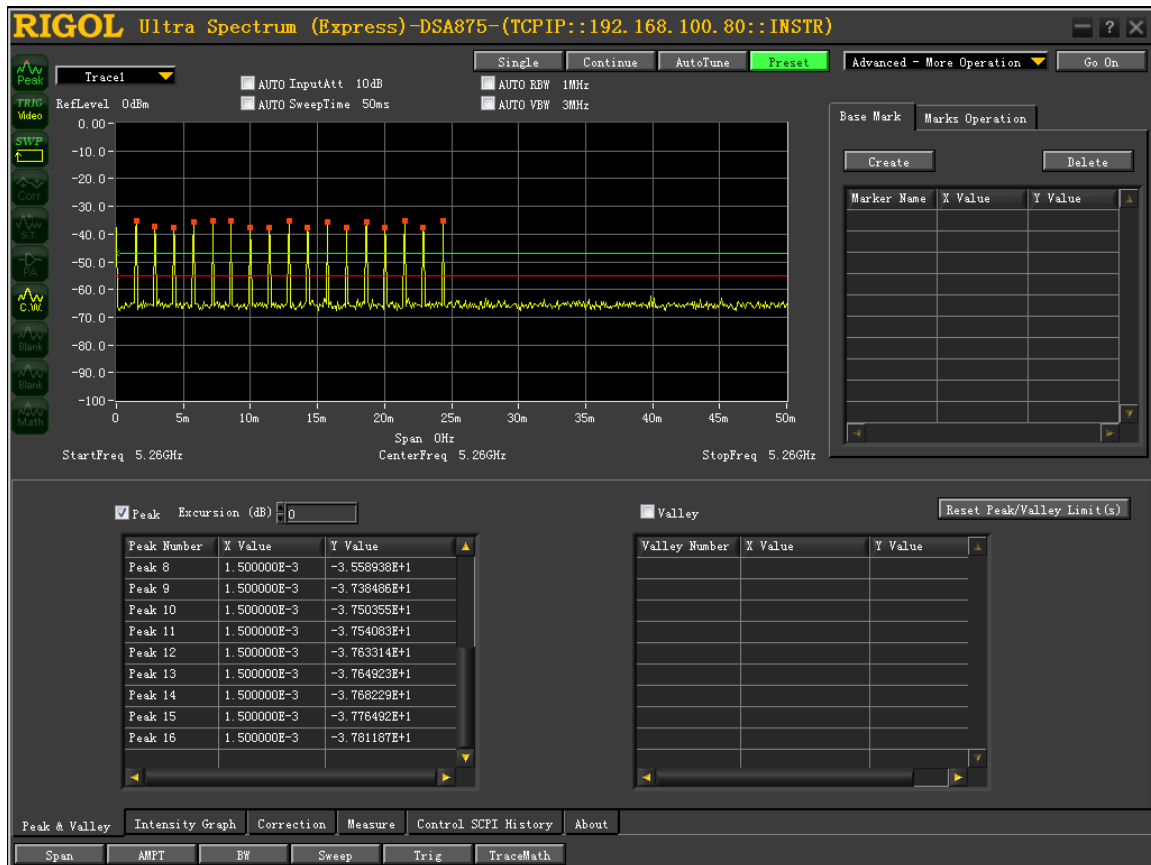 RIGOL Ultra Spectrum (Express)-DSA875-(TCPIP::192.168.100.80::INSTR)
Single Continue AutoTune Preset Advanced - More Operation Go On
Peak Trace1 AUTO InputAtt 10dB AUTO RBW 1MHz
TRIG Video RefLevel 0dBm AUTO SweepTime 50ms AUTO VBW 3MHz
Base Mark Marks Operation
SWP
Corr
S.T.
PA
C.W.
Blank
Blank
Math
0.00
-10.0
-20.0
-30.0
-40.0
-50.0
-60.0
-70.0
-80.0
-90.0
-100
0 5m 10m 15m 20m 25m 30m 35m 40m 45m 50m
Span 0Hz
StartFreq 5.26GHz CenterFreq 5.26GHz StopFreq 5.26GHz
Create Delete
Marker Name X Value Y Value
Peak Excursion (dB) 0
Peak Number X Value Y Value
Peak 8 1.500000E-3 -3.558938E+1
Peak 9 1.500000E-3 -3.738486E+1
Peak 10 1.500000E-3 -3.750355E+1
Peak 11 1.500000E-3 -3.754083E+1
Peak 12 1.500000E-3 -3.763314E+1
Peak 13 1.500000E-3 -3.764923E+1
Peak 14 1.500000E-3 -3.768229E+1
Peak 15 1.500000E-3 -3.776492E+1
Peak 16 1.500000E-3 -3.781187E+1
Valley Reset Peak/Valley Limit(s)
Valley Number X Value Y Value
Peak & Valley Intensity Graph Correction Measure Control SCPI History About
Span AMPT BW Sweep Trig TraceMath